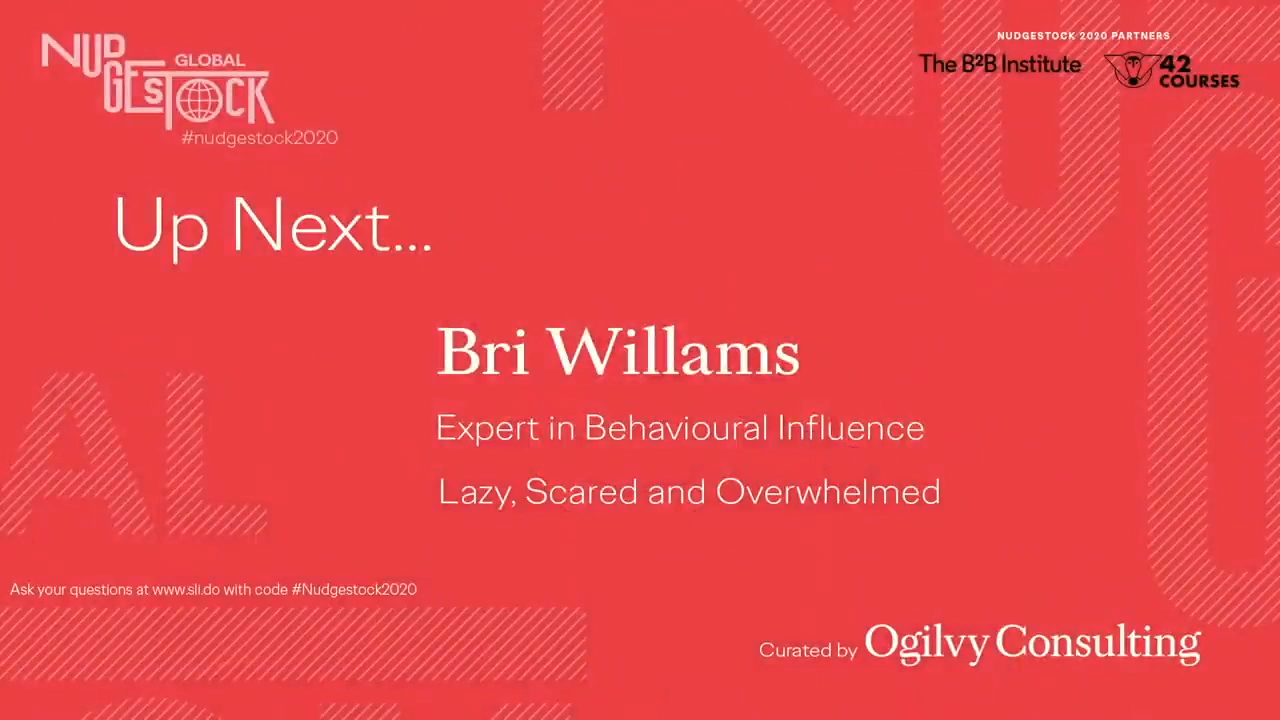 NUDGESTOCK
GLOBAL
#nudgestock2020
NUDGESTOCK 2020 PARTNERS
The B²B Institute
42
COURSES
Up Next...
Bri Willams
Expert in Behavioural Influence
Lazy, Scared and Overwhelmed
AL
Ask your questions at www.sli.do with code #Nudgestock2020
Curated by Ogilvy Consulting